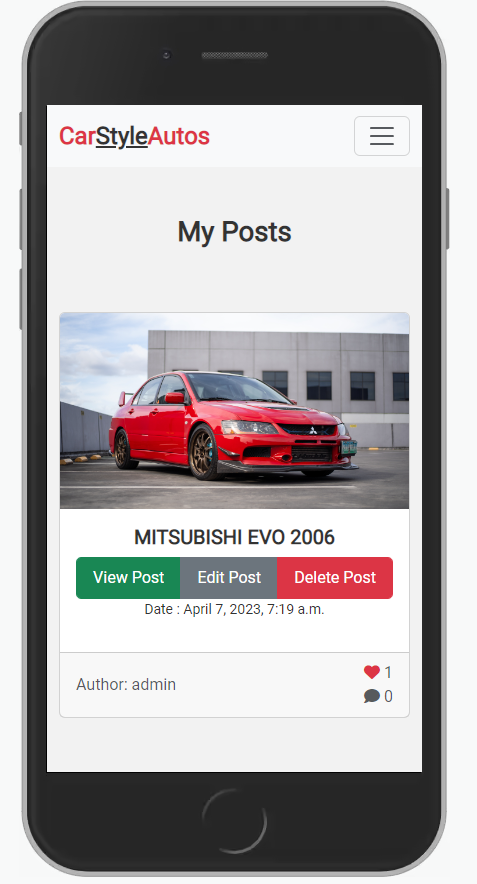 CarStyleAutos
My Posts
MITSUBISHI EVO 2006
View Post Edit Post Delete Post
Date : April 7, 2023, 7:19 a.m.
Author: admin
1
0